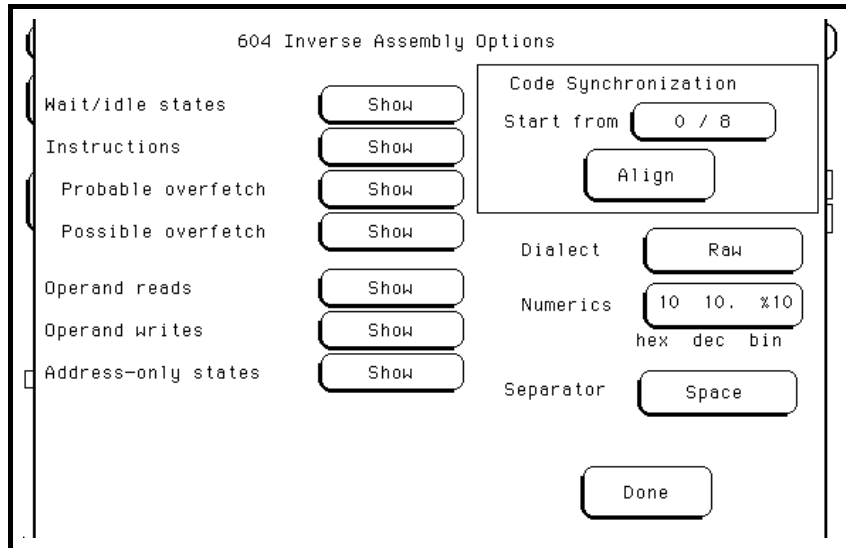 604 Inverse Assembly Options
Wait/idle states Show
Instructions Show
Probable overfetch Show
Possible overfetch Show
Operand reads Show
Operand writes Show
Address-only states Show
Code Synchronization
Start from 0 / 8
Align
Dialect Raw
Numerics 10 10. %10
hex dec bin
Separator Space
Done